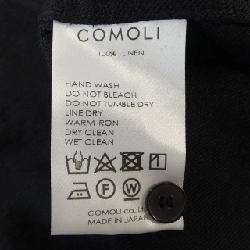 COMOLI
100% LINEN
HAND WASH
DO NOT BLEACH
DO NOT TUMBLE DRY
LINE DRY
WARM IRON
DRY CLEAN
WET CLEAN
F W
COMOLI co. Ltd
MADE IN JAPAN